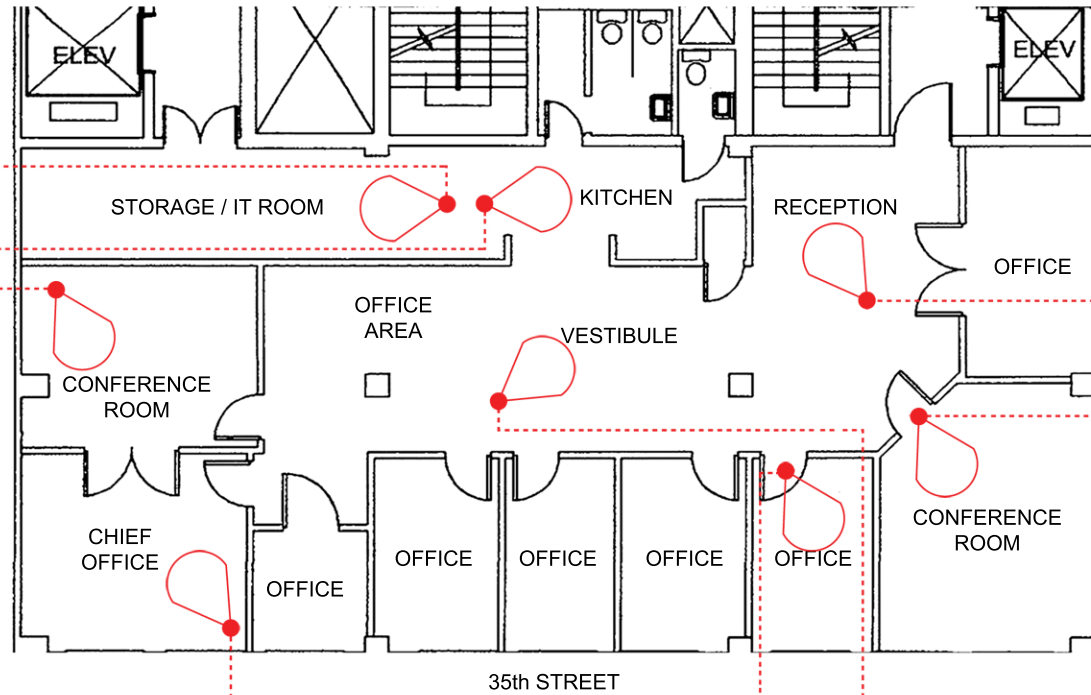 ELEV
ELEV
STORAGE / IT ROOM
KITCHEN
RECEPTION
OFFICE
OFFICE
AREA
VESTIBULE
CONFERENCE
ROOM
CHIEF
OFFICE
OFFICE
OFFICE
OFFICE
OFFICE
OFFICE
CONFERENCE
ROOM
35th STREET